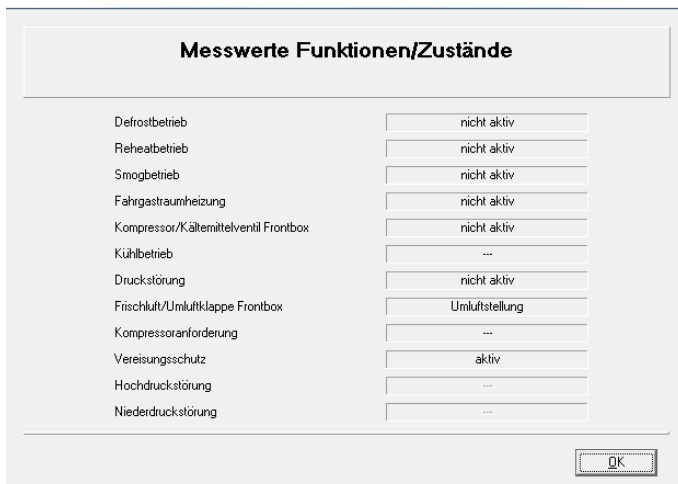 Messwerte Funktionen/Zustände
Defrostbetrieb nicht aktiv
Reheatbetrieb nicht aktiv
Smogbetrieb nicht aktiv
Fahrgastraumheizung nicht aktiv
Kompressor/Kältemittelventil Frontbox nicht aktiv
Kühlbetrieb ---
Druckstörung nicht aktiv
Frischluft/Umluftklappe Frontbox Umluftstellung
Kompressoranforderung ---
Vereisungsschutz aktiv
Hochdruckstörung ---
Niederdruckstörung ---
OK